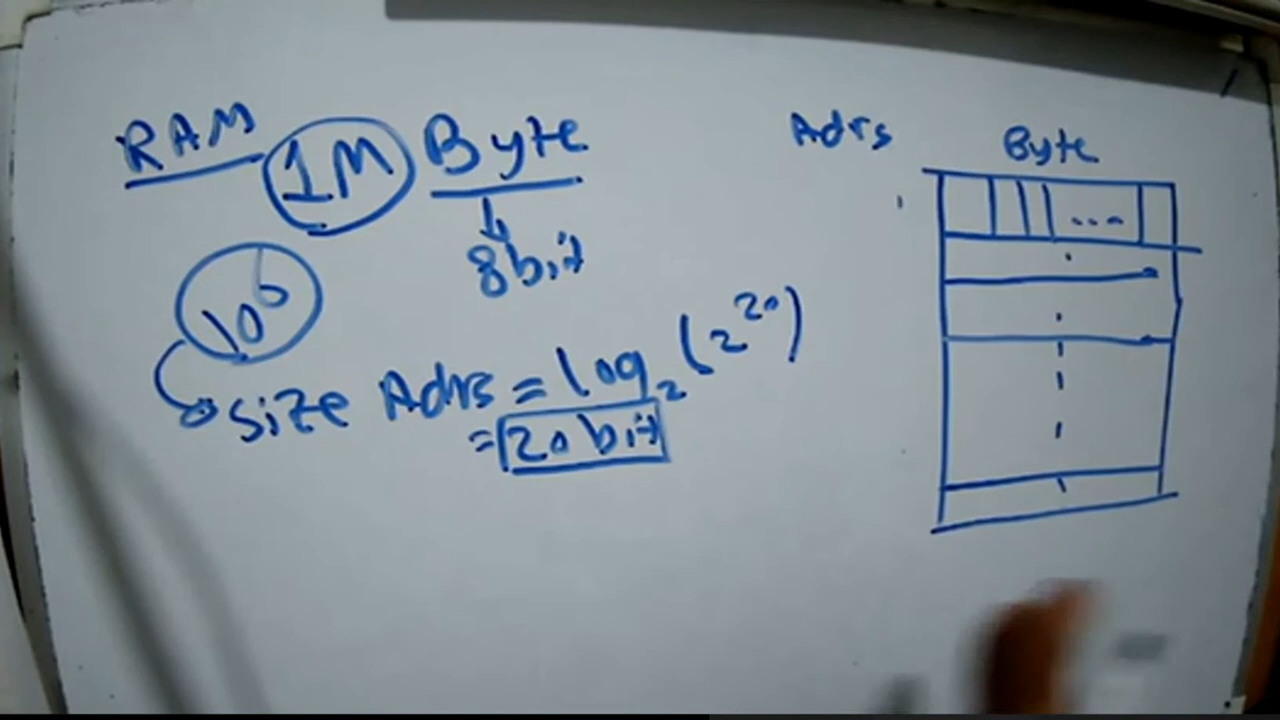 RAM 1M Byte
8bit
10⁶
size Adrs = log₂(2²⁰)
= 20 bit
Adrs Byte
...